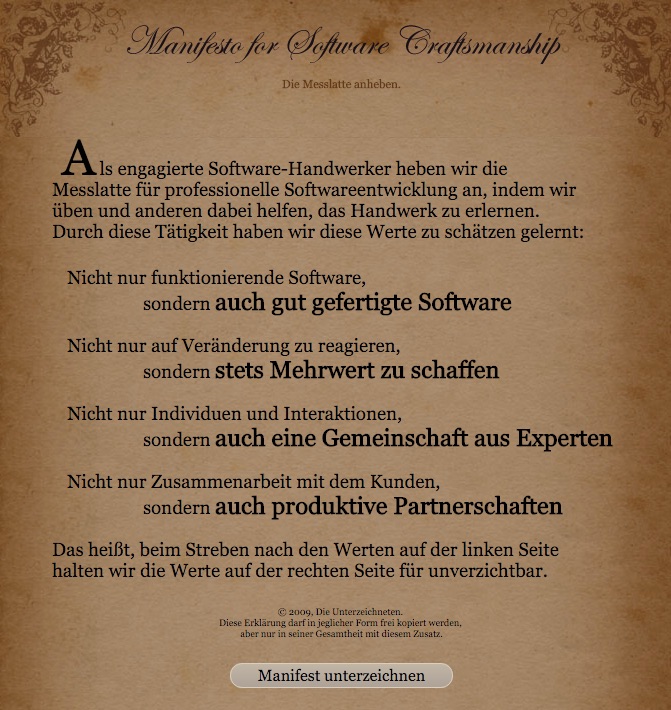 Manifesto for Software Craftsmanship
Die Messlatte anheben.
Als engagierte Software-Handwerker heben wir die
Messlatte für professionelle Softwareentwicklung an, indem wir
üben und anderen dabei helfen, das Handwerk zu erlernen.
Durch diese Tätigkeit haben wir diese Werte zu schätzen gelernt:
Nicht nur funktionierende Software,
sondern auch gut gefertigte Software
Nicht nur auf Veränderung zu reagieren,
sondern stets Mehrwert zu schaffen
Nicht nur Individuen und Interaktionen,
sondern auch eine Gemeinschaft aus Experten
Nicht nur Zusammenarbeit mit dem Kunden,
sondern auch produktive Partnerschaften
Das heißt, beim Streben nach den Werten auf der linken Seite
halten wir die Werte auf der rechten Seite für unverzichtbar.
© 2009, Die Unterzeichneten.
Diese Erklärung darf in jeglicher Form frei kopiert werden,
aber nur in seiner Gesamtheit mit diesem Zusatz.
Manifest unterzeichnen